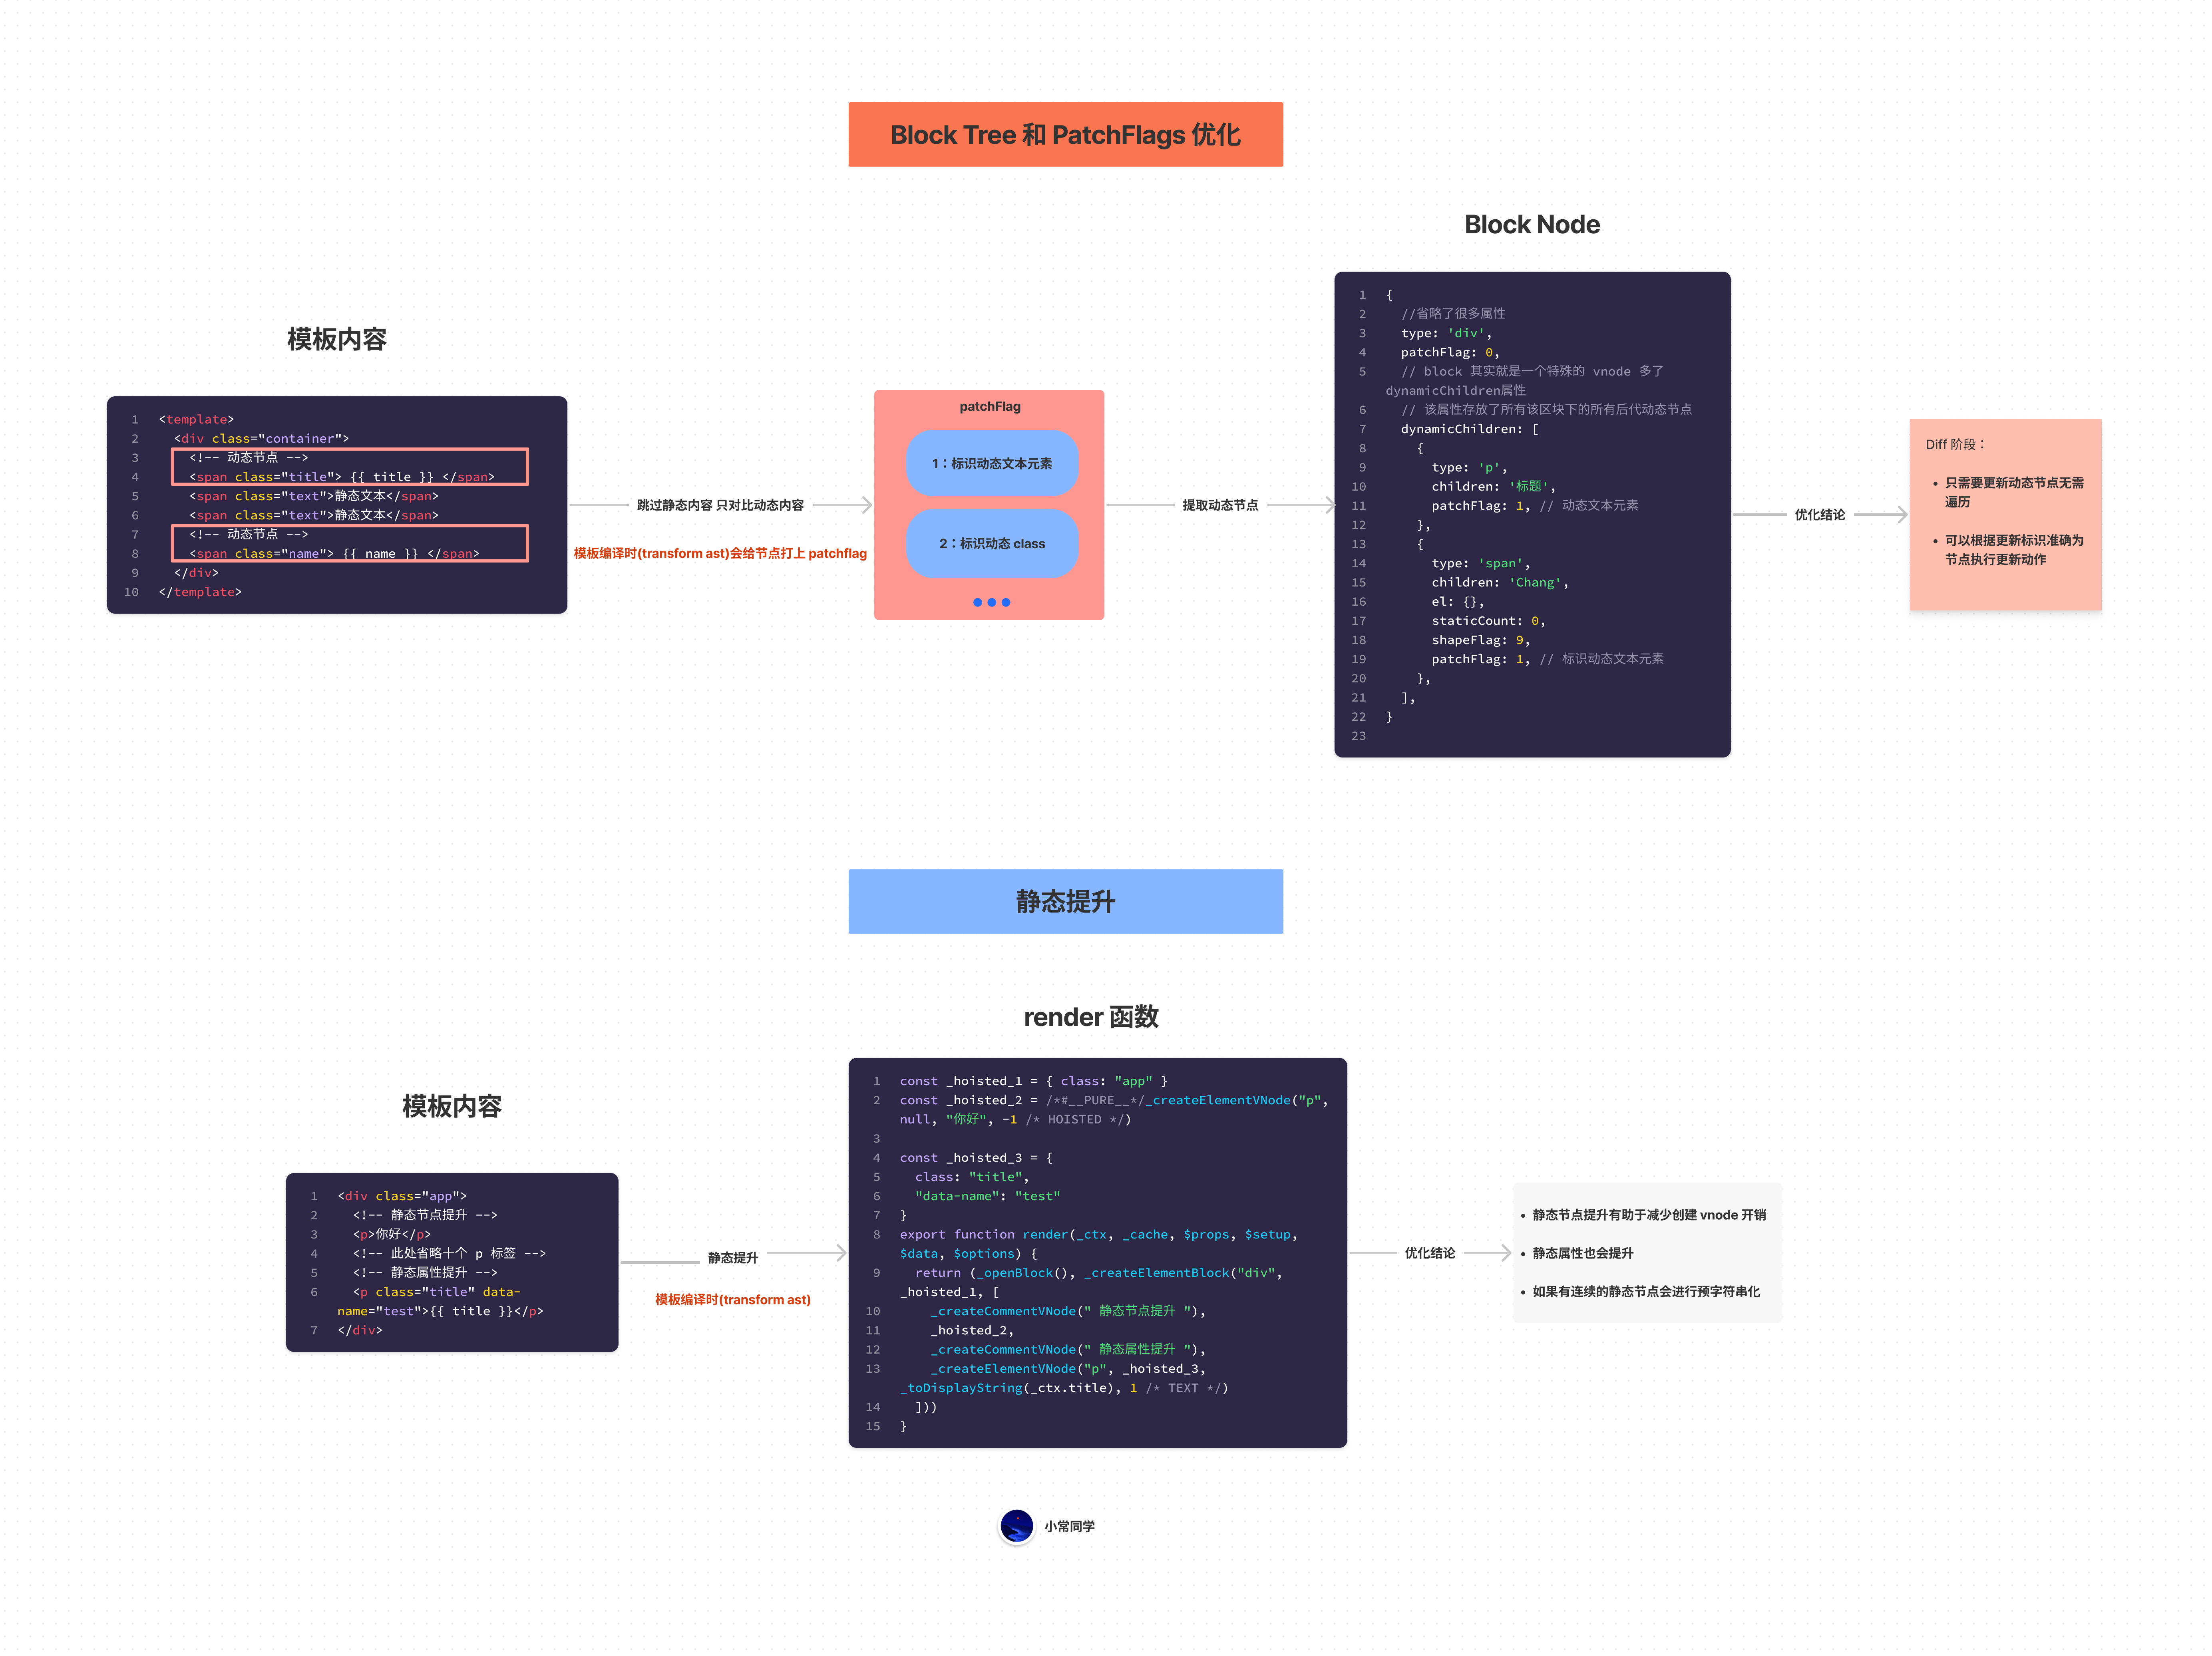 Block Tree 和 PatchFlags 优化
模板内容
1 <template>
2 <div class="container">
3 <!-- 动态节点 -->
4 <span class="title"> {{ title }} </span>
5 <span class="text">静态文本</span>
6 <span class="text">静态文本</span>
7 <!-- 动态节点 -->
8 <span class="name"> {{ name }} </span>
9 </div>
10 </template>
跳过静态内容 只对比动态内容
模板编译时(transform ast)会给节点打上 patchflag
patchFlag
1：标识动态文本元素
2：标识动态 class
提取动态节点
Block Node
1 {
2 //省略了很多属性
3 type: 'div',
4 patchFlag: 0,
5 // block 其实就是一个特殊的 vnode 多了
dynamicChildren属性
6 // 该属性存放了所有该区块下的所有后代动态节点
7 dynamicChildren: [
8 {
9 type: 'p',
10 children: '标题',
11 patchFlag: 1, // 动态文本元素
12 },
13 {
14 type: 'span',
15 children: 'Chang',
16 el: {},
17 staticCount: 0,
18 shapeFlag: 9,
19 patchFlag: 1, // 标识动态文本元素
20 },
21 ],
22 }
23
优化结论
Diff 阶段：
• 只需要更新动态节点无需
遍历
• 可以根据更新标识准确为
节点执行更新动作
静态提升
模板内容
1 <div class="app">
2 <!-- 静态节点提升 -->
3 <p>你好</p>
4 <!-- 此处省略十个 p 标签 -->
5 <!-- 静态属性提升 -->
6 <p class="title" data-
name="test">{{ title }}</p>
7 </div>
静态提升
模板编译时(transform ast)
render 函数
1 const _hoisted_1 = { class: "app" }
2 const _hoisted_2 = /*#__PURE__*/_createElementVNode("p",
null, "你好", -1 /* HOISTED */)
3
4 const _hoisted_3 = {
5 class: "title",
6 "data-name": "test"
7 }
8 export function render(_ctx, _cache, $props, $setup,
$data, $options) {
9 return (_openBlock(), _createElementBlock("div",
_hoisted_1, [
10 _createCommentVNode(" 静态节点提升 "),
11 _hoisted_2,
12 _createCommentVNode(" 静态属性提升 "),
13 _createElementVNode("p", _hoisted_3,
_toDisplayString(_ctx.title), 1 /* TEXT */)
14 ]))
15 }
优化结论
• 静态节点提升有助于减少创建 vnode 开销
• 静态属性也会提升
• 如果有连续的静态节点会进行预字符串化
小常同学